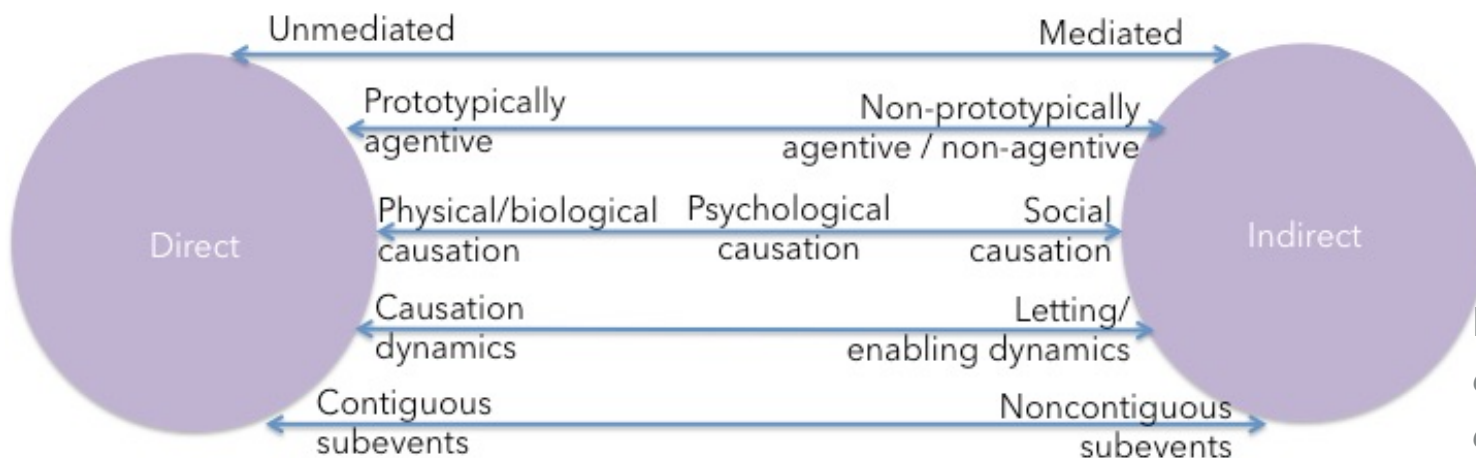 Unmediated
Mediated
Prototypically
agentive
Non-prototypically
agentive / non-agentive
Direct
Physical/biological
causation
Psychological
causation
Social
causation
Indirect
Causation
dynamics
Letting/
enabling dynamics
Contiguous
subevents
Noncontiguous
subevents